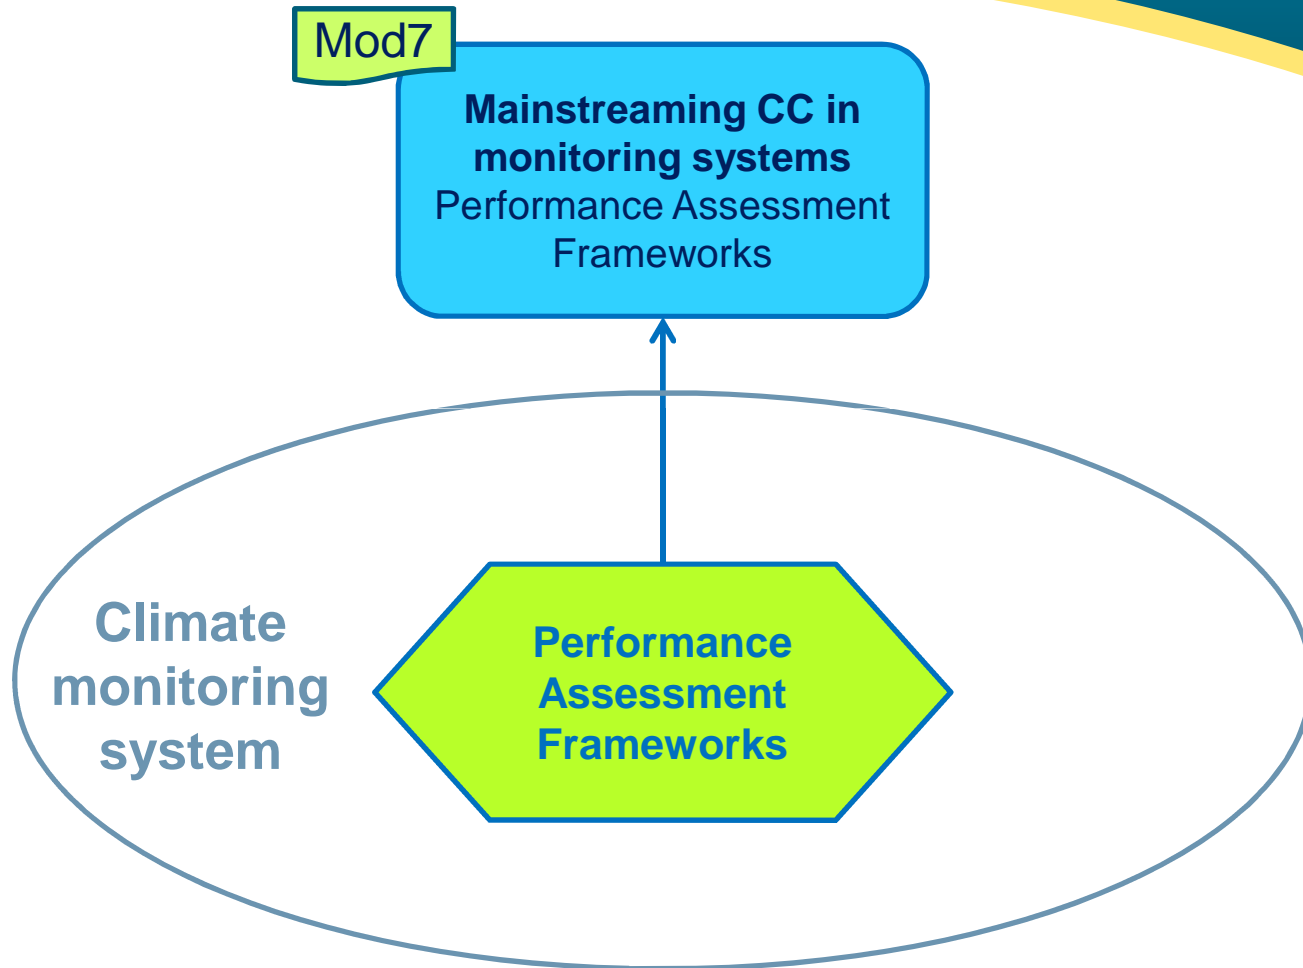 Mod7
Mainstreaming CC in
monitoring systems
Performance Assessment
Frameworks
Climate
monitoring
system
Performance
Assessment
Frameworks